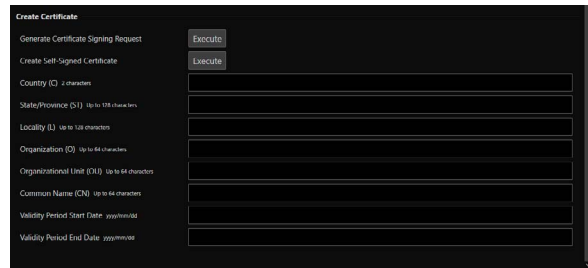 Create Certificate
Generate Certificate Signing Request Execute
Create Self-Signed Certificate Execute
Country (C) 2 characters
State/Province (ST) Up to 128 characters
Locality (L) Up to 128 characters
Organization (O) Up to 64 characters
Organizational Unit (OU) Up to 64 characters
Common Name (CN) Up to 64 characters
Validity Period Start Date yyyy/mm/dd
Validity Period End Date yyyy/mm/dd